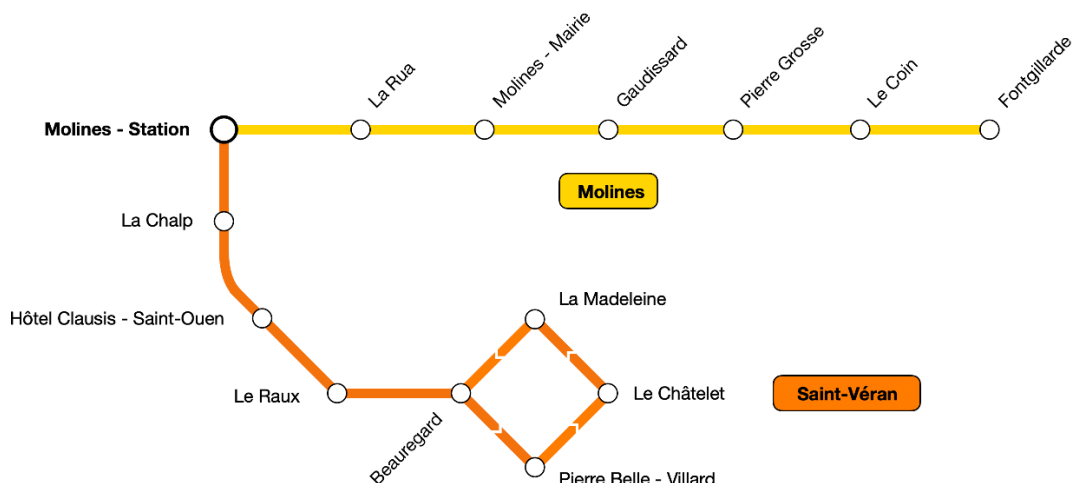 La Rua
Molines - Mairie
Gaudissard
Pierre Grosse
Le Coin
Fontgillarde
Molines - Station
Molines
La Chalp
La Madeleine
Hôtel Clausis - Saint-Ouen
Le Raux
Le Châtelet
Saint-Véran
Beauregard
Pierre Belle - Villard